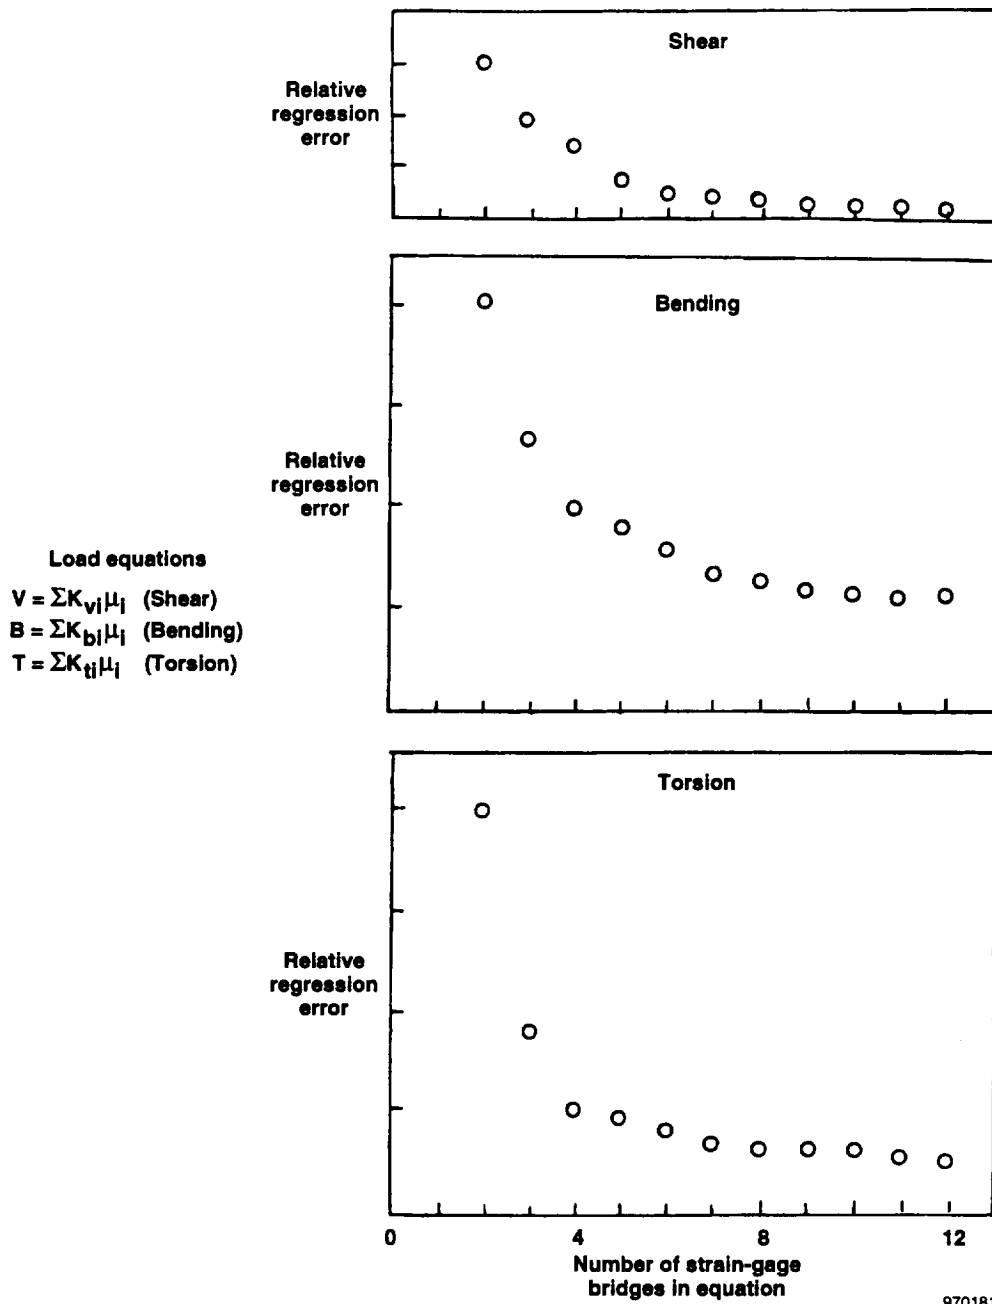 Shear
Relative
regression
error
Bending
Relative
regression
error
Load equations
V = ΣK_vi μ_i (Shear)
B = ΣK_bi μ_i (Bending)
T = ΣK_ti μ_i (Torsion)
Torsion
Relative
regression
error
0 4 8 12
Number of strain-gage
bridges in equation
970181